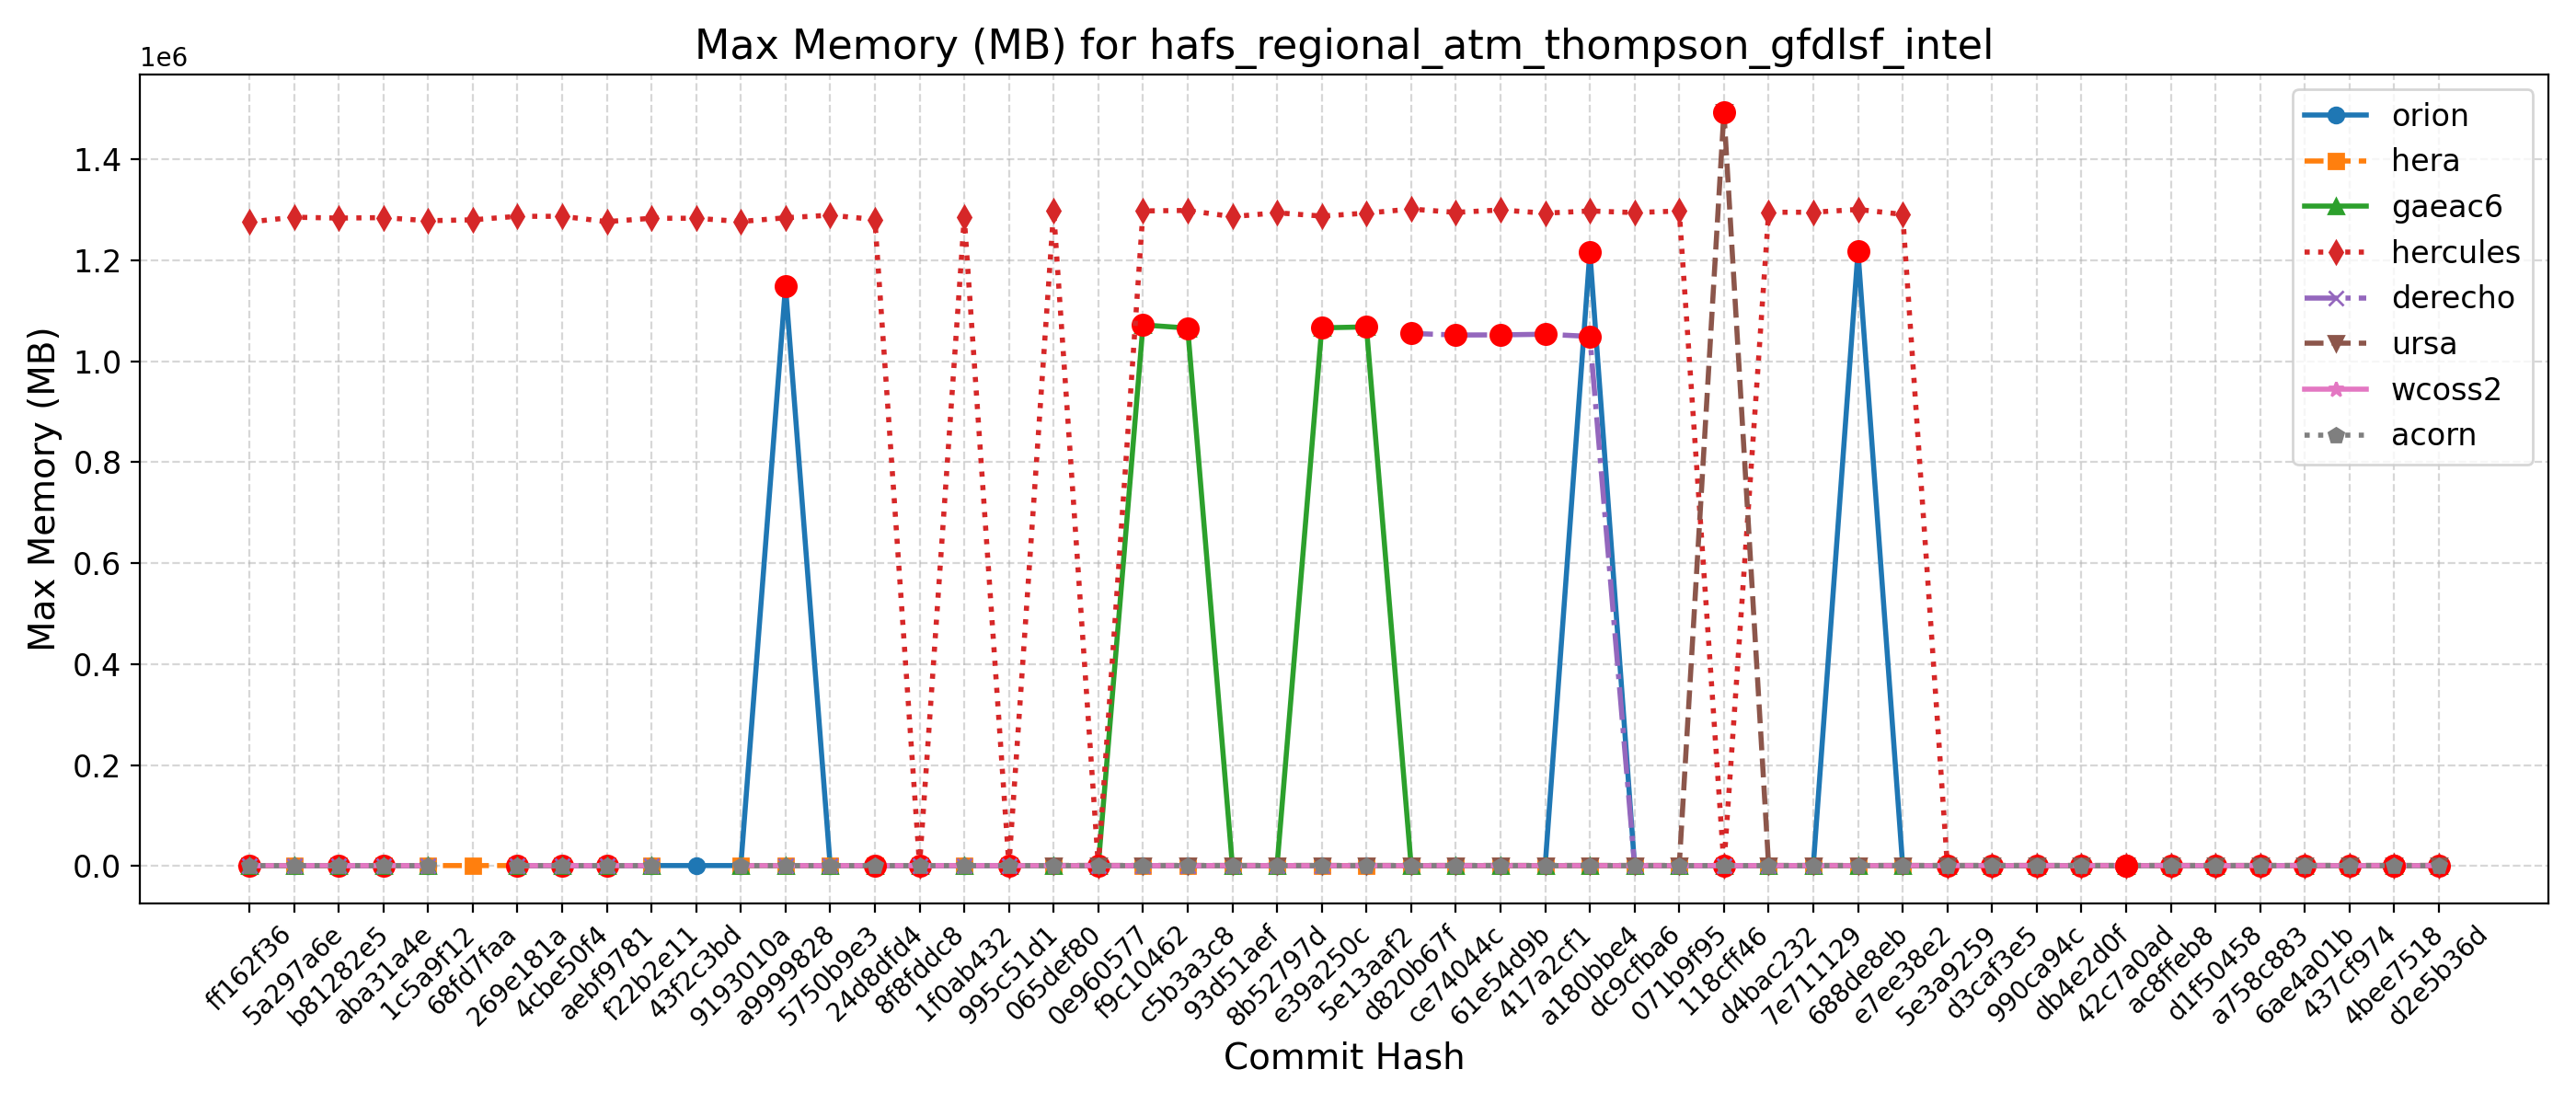 Max Memory (MB) for hafs_regional_atm_thompson_gfdlsf_intel
1e6
1.4
1.2
1.0
0.8
0.6
0.4
0.2
0.0
Max Memory (MB)
orion
hera
gaeac6
hercules
derecho
ursa
wcoss2
acorn
ff162f36
5a297a6e
b81282e5
aba31a4e
1c5a9f12
68fd7faa
269e181a
4cbe50f4
aebf9781
f22b2e11
43f2c3bd
9193010a
a9999828
5750b9e3
24d8dfd4
8f8fddc8
1f0ab432
995c51d1
065def80
0e960577
f9c10462
c5b3a3c8
93d51aef
8b52797d
e39a250c
5e13aaf2
d820b67f
ce74044c
61e54d9b
417a2cf1
a180bbe4
dc9cfba6
071b9f95
118cff46
d4bac232
7e711129
688de8eb
e7ee38e2
5e3a9259
d3caf3e5
990ca94c
db4e2d0f
42c7a0ad
ac8ffeb8
d1f50458
a758c883
6ae4a01b
437cf974
4bee7518
d2e5b36d
Commit Hash